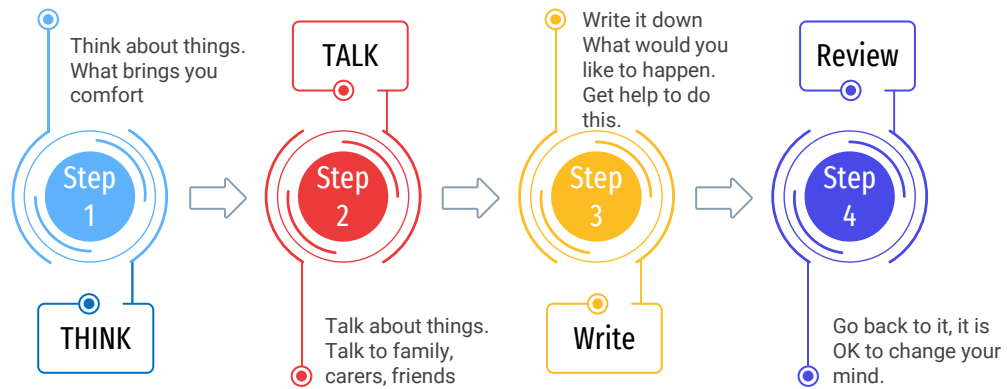 Think about things.
What brings you
comfort
Step
1
THINK
TALK
Step
2
Talk about things.
Talk to family,
carers, friends
Write it down
What would you
like to happen.
Get help to do
this.
Step
3
Write
Review
Step
4
Go back to it, it is
OK to change your
mind.